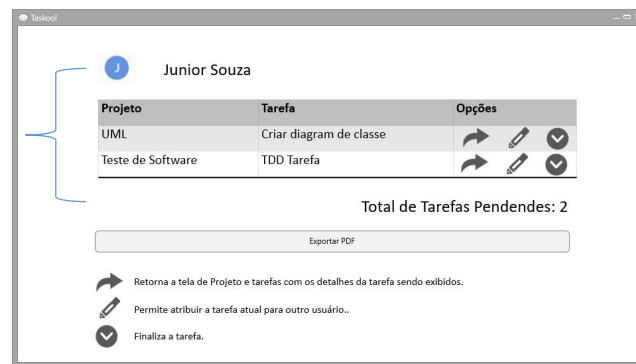 Taskool
J
Junior Souza
Projeto Tarefa Opções
UML Criar diagram de classe
Teste de Software TDD Tarefa
Total de Tarefas Pendendes: 2
Exportar PDF
Retorna a tela de Projeto e tarefas com os detalhes da tarefa sendo exibidos.
Permite atribuir a tarefa atual para outro usuário..
Finaliza a tarefa.